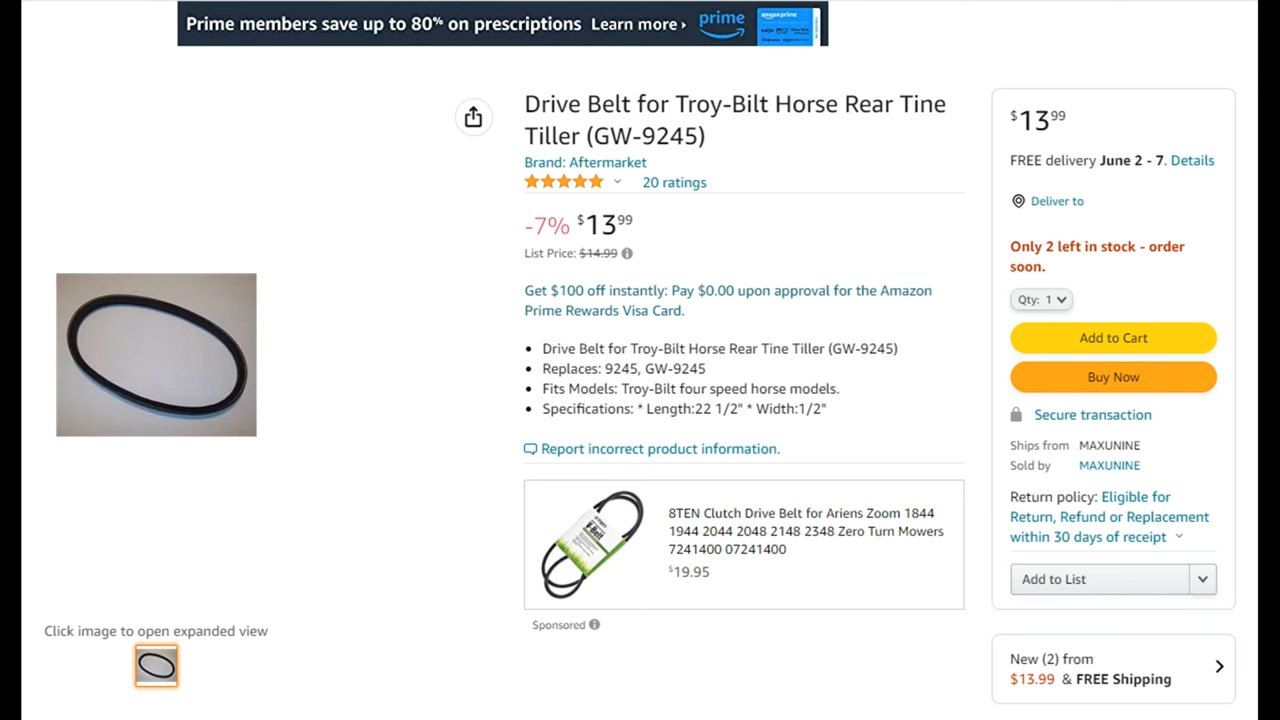 Prime members save up to 80% on prescriptions Learn more ›
prime
amazon prime
Drive Belt for Troy-Bilt Horse Rear Tine
Tiller (GW-9245)
Brand: Aftermarket
20 ratings
-7% $13 99
List Price: $14.99
Get $100 off instantly: Pay $0.00 upon approval for the Amazon
Prime Rewards Visa Card.
• Drive Belt for Troy-Bilt Horse Rear Tine Tiller (GW-9245)
• Replaces: 9245, GW-9245
• Fits Models: Troy-Bilt four speed horse models.
• Specifications: * Length:22 1/2" * Width:1/2"
Report incorrect product information.
V-Belt
8TEN Clutch Drive Belt for Ariens Zoom 1844
1944 2044 2048 2148 2348 Zero Turn Mowers
7241400 07241400
$19.95
Sponsored
Click image to open expanded view
$13 99
FREE delivery June 2 - 7. Details
Deliver to
Only 2 left in stock - order
soon.
Qty: 1
Add to Cart
Buy Now
Secure transaction
Ships from MAXUNINE
Sold by MAXUNINE
Return policy: Eligible for
Return, Refund or Replacement
within 30 days of receipt
Add to List
New (2) from
$13.99 & FREE Shipping